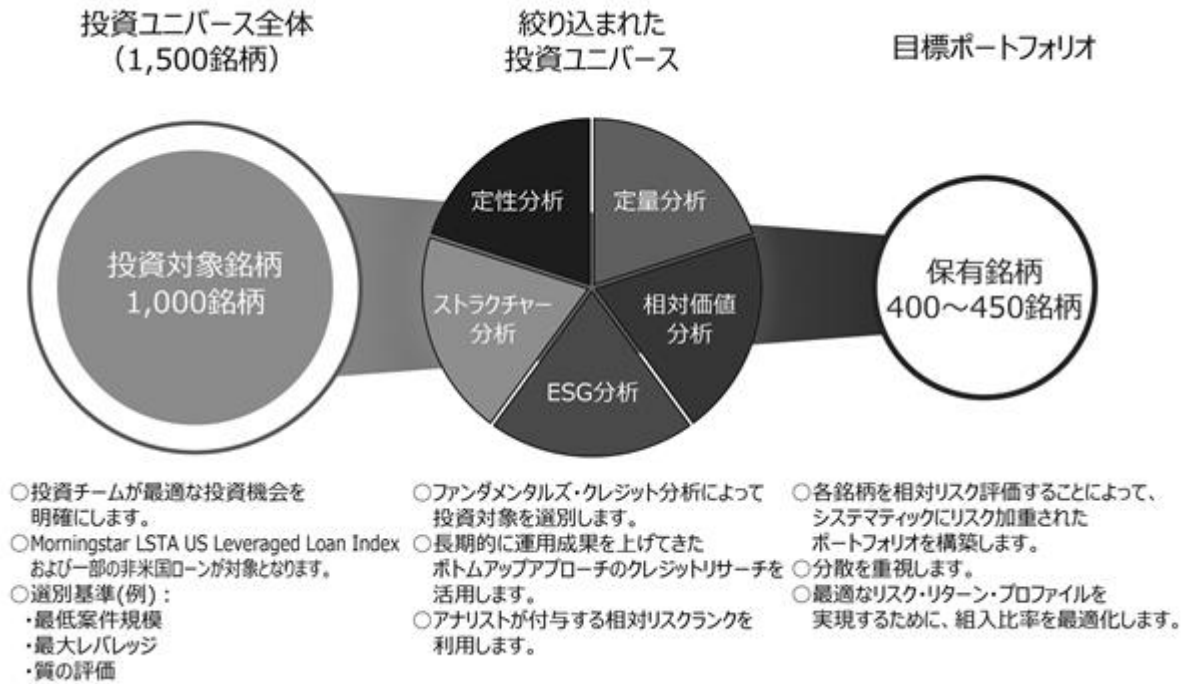 投資ユニバース全体
（1,500銘柄）
絞り込まれた
投資ユニバース
目標ポートフォリオ
投資対象銘柄
1,000銘柄
定性分析
定量分析
ストラクチャー
分析
相対価値
分析
ESG分析
保有銘柄
400～450銘柄
○投資チームが最適な投資機会を
明確にします。
○Morningstar LSTA US Leveraged Loan Index
および一部の非米国ローンが対象となります。
○選別基準(例)：
・最低案件規模
・最大レバレッジ
・質の評価
○ファンダメンタルズ・クレジット分析によって
投資対象を選別します。
○長期的に運用成果を上げてきた
ボトムアップアプローチのクレジットリサーチを
活用します。
○アナリストが付与する相対リスクランクを
利用します。
○各銘柄を相対リスク評価することによって、
システマティックにリスク加重された
ポートフォリオを構築します。
○分散を重視します。
○最適なリスク・リターン・プロファイルを
実現するために、組入比率を最適化します。